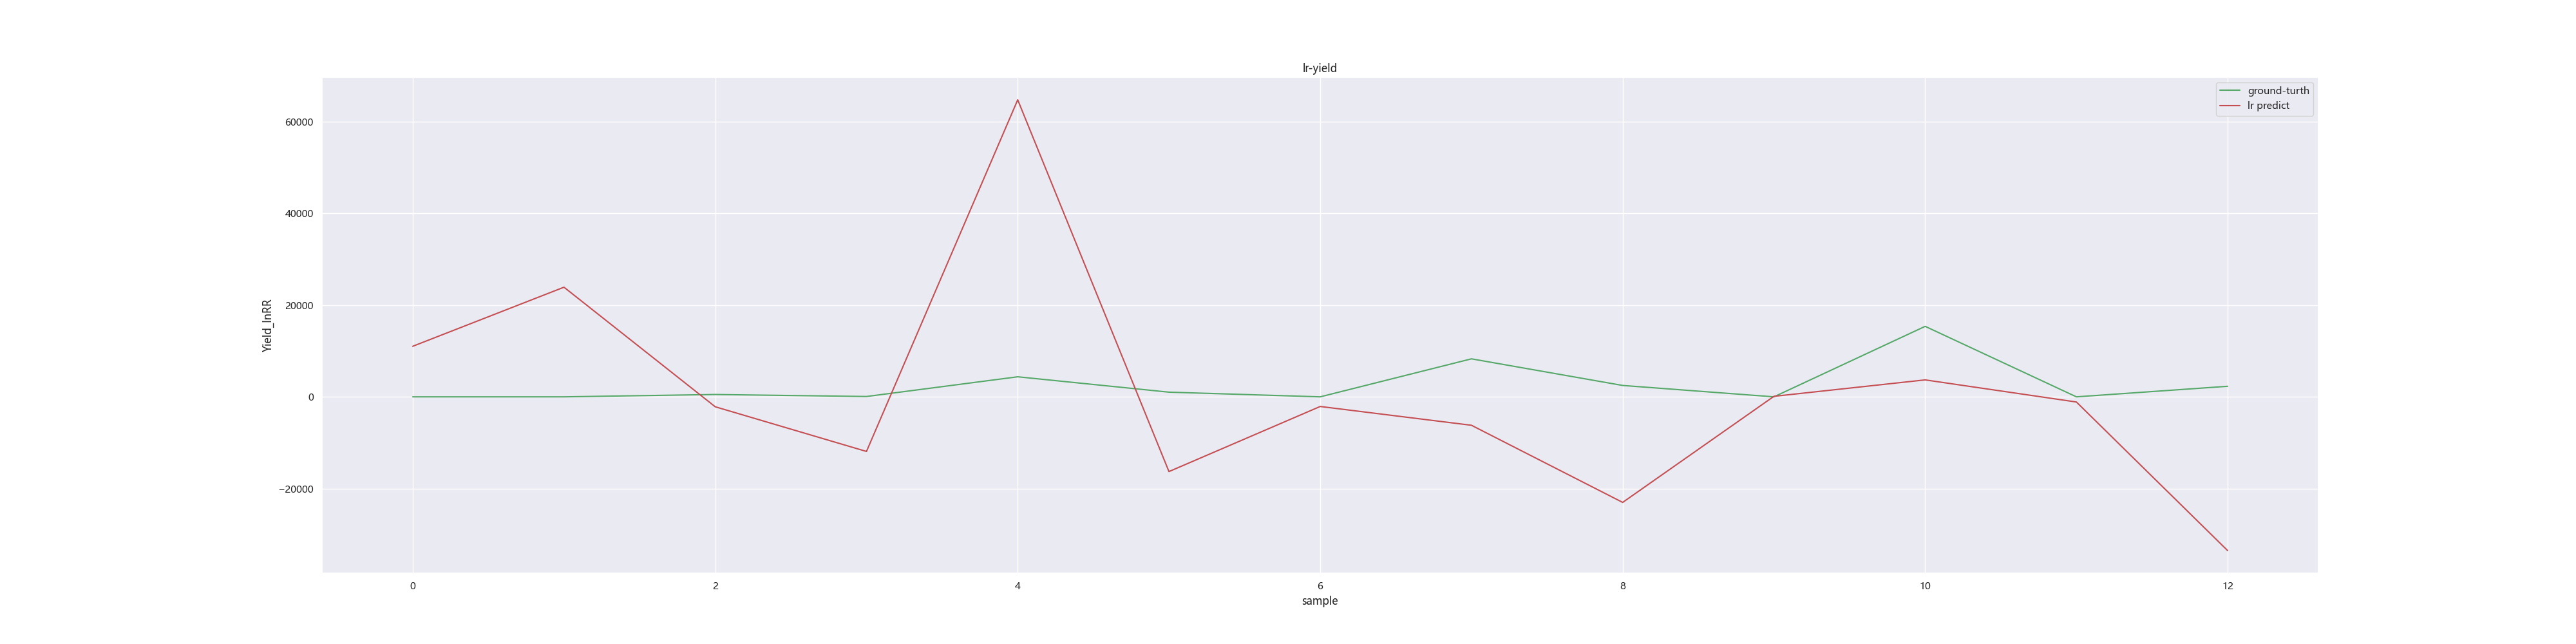 lr-yield
ground-turth
lr predict
Yield_lnRR
60000
40000
20000
0
−20000
0 2 4 6 8 10 12
sample